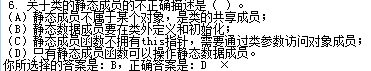 6. 关于类的静态成员的不正确描述是（ ）。
(A) 静态成员不属于某个对象，是类的共享成员；
(B) 静态数据成员要在类外定义和初始化；
(C) 静态成员函数不拥有this指针，需要通过类参数访问对象成员；
(D) 只有静态成员函数可以操作静态数据成员。
你所选择的答案是：B，正确答案是：D ×